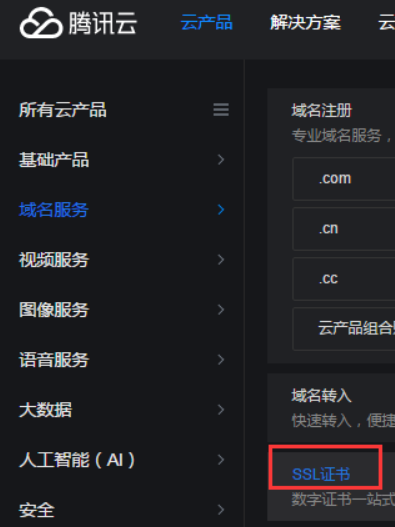 腾讯云 云产品 解决方案 云
所有云产品
基础产品
域名服务
视频服务
图像服务
语音服务
大数据
人工智能（AI）
安全
域名注册
专业域名服务，
.com
.cn
.cc
云产品组合
域名转入
快速转入，便捷
SSL证书
数字证书一站式